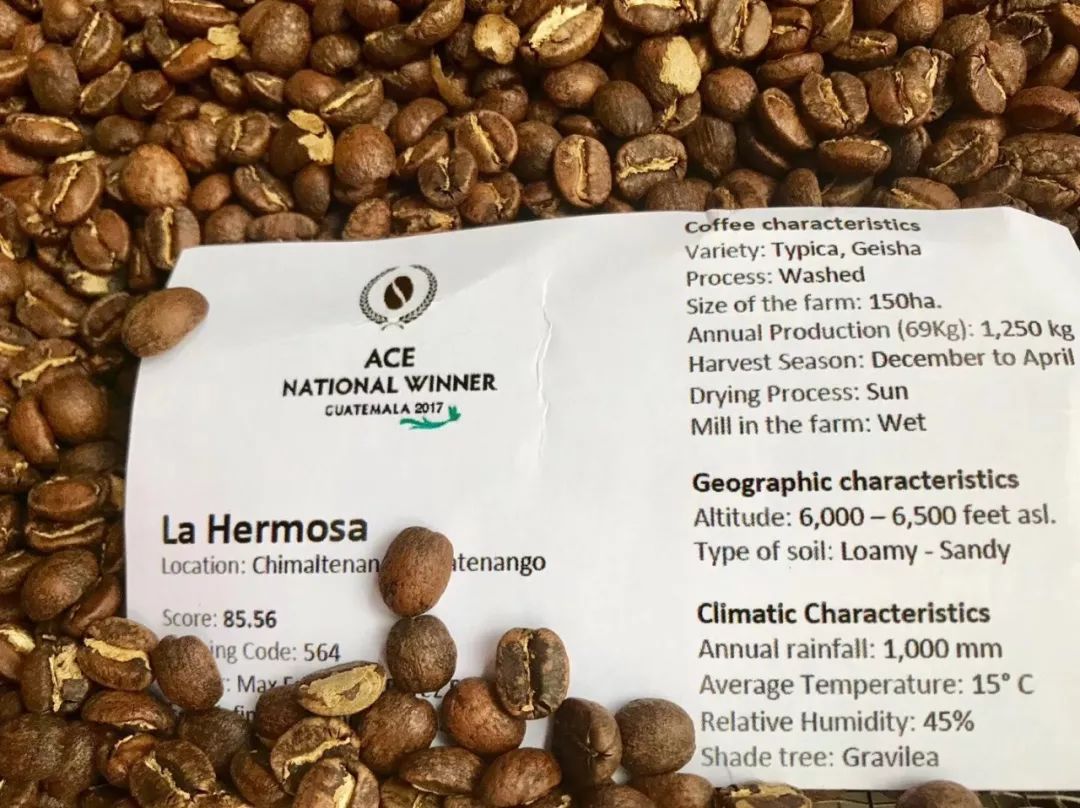 ACE
NATIONAL WINNER
GUATEMALA 2017
La Hermosa
Location:
Score: 85.56
Code: 564
Coffee characteristics
Variety: Typica, Geisha
Process: Washed
Size of the farm: 150ha.
Annual Production (69Kg): 1,250 kg
Harvest Season: December to April
Drying Process: Sun
Mill in the farm: Wet
Geographic characteristics
Altitude: 6,000 – 6,500 feet asl.
Type of soil: Loamy - Sandy
Climatic Characteristics
Annual rainfall: 1,000 mm
Average Temperature: 15° C
Relative Humidity: 45%
Shade tree: Gravilea